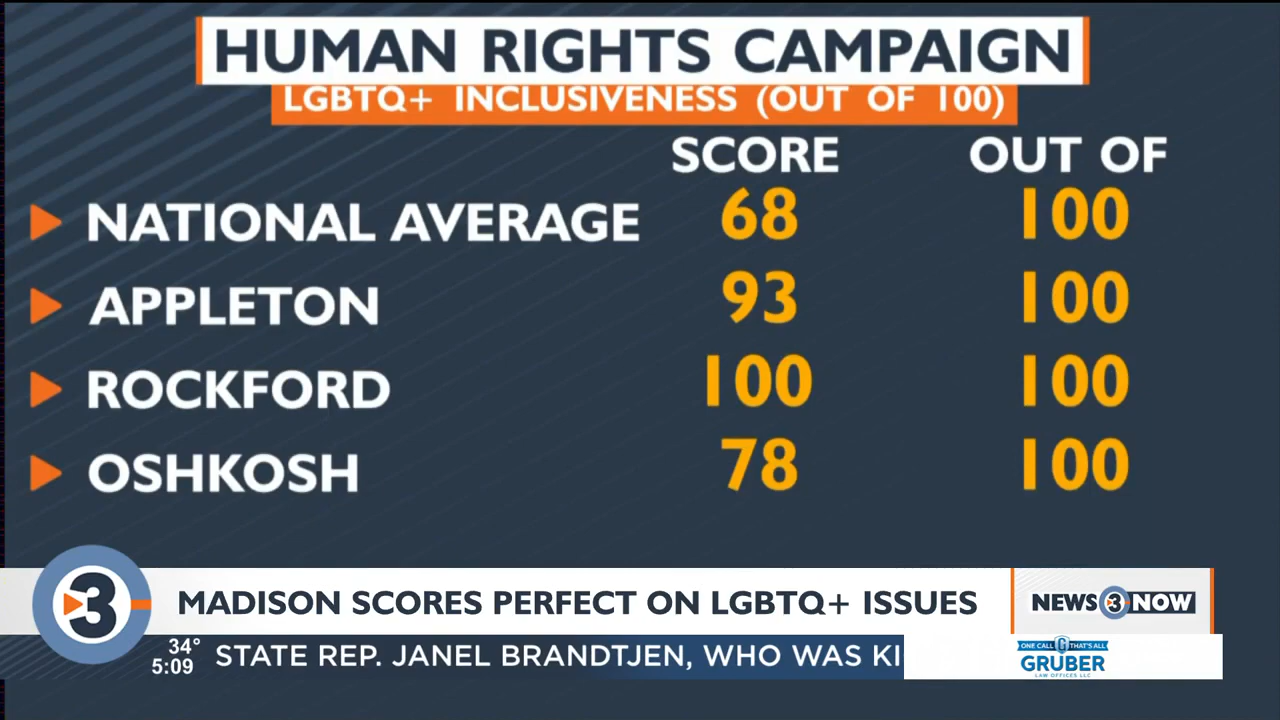 HUMAN RIGHTS CAMPAIGN
LGBTQ+ INCLUSIVENESS (OUT OF 100)
SCORE OUT OF
NATIONAL AVERAGE 68 100
APPLETON 93 100
ROCKFORD 100 100
OSHKOSH 78 100
3 MADISON SCORES PERFECT ON LGBTQ+ ISSUES NEWS 3 NOW
34°
5:09 STATE REP. JANEL BRANDTJEN, WHO WAS KI
ONE CALL G THAT'S ALL
GRUBER
LAW OFFICES LLC